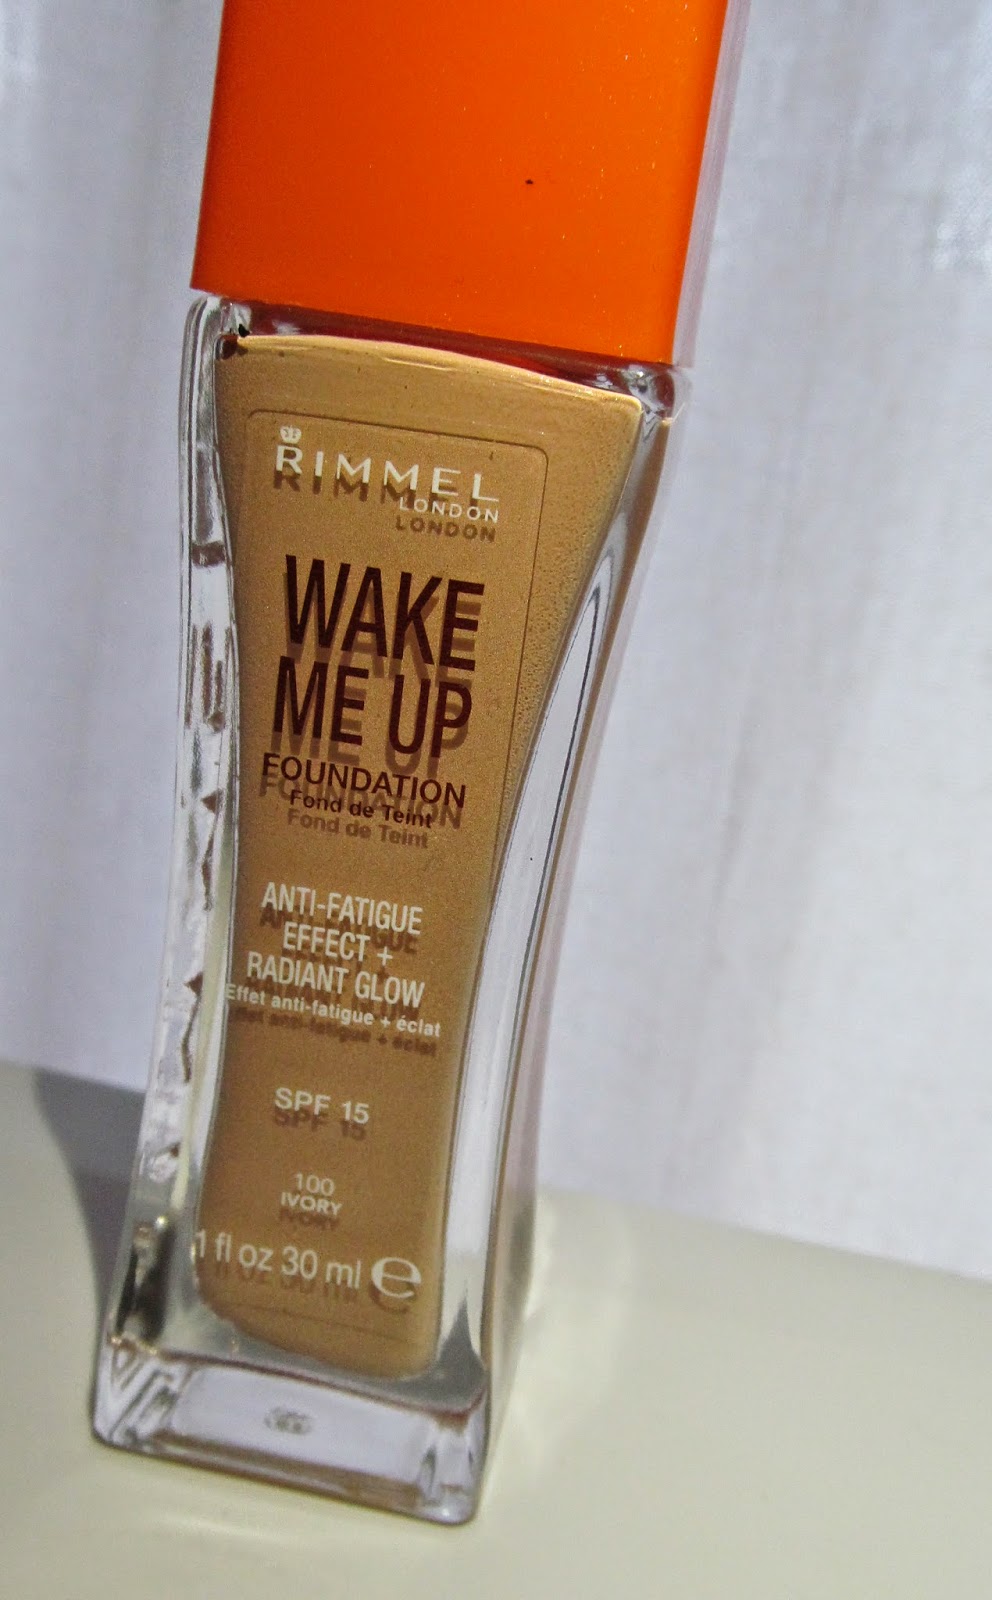 RIMMEL
LONDON
WAKE
ME UP
FOUNDATION
Fond de Teint
ANTI-FATIGUE
EFFECT +
RADIANT GLOW
Effet anti-fatigue + éclat
SPF 15
100
IVORY
1 fl oz 30 ml ℮